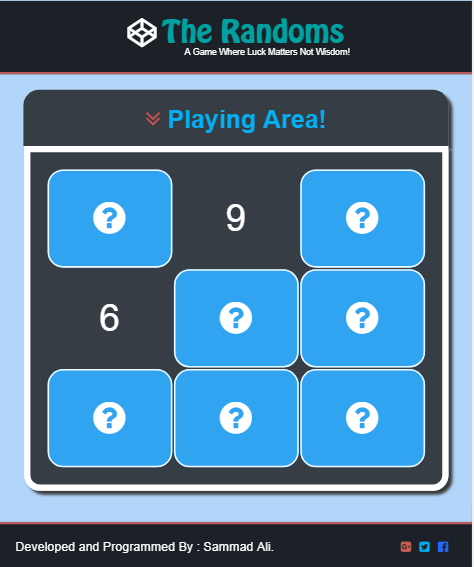 The Randoms
A Game Where Luck Matters Not Wisdom!
Playing Area!
? 9 ?
6 ? ?
? ? ?
Developed and Programmed By : Sammad Ali.